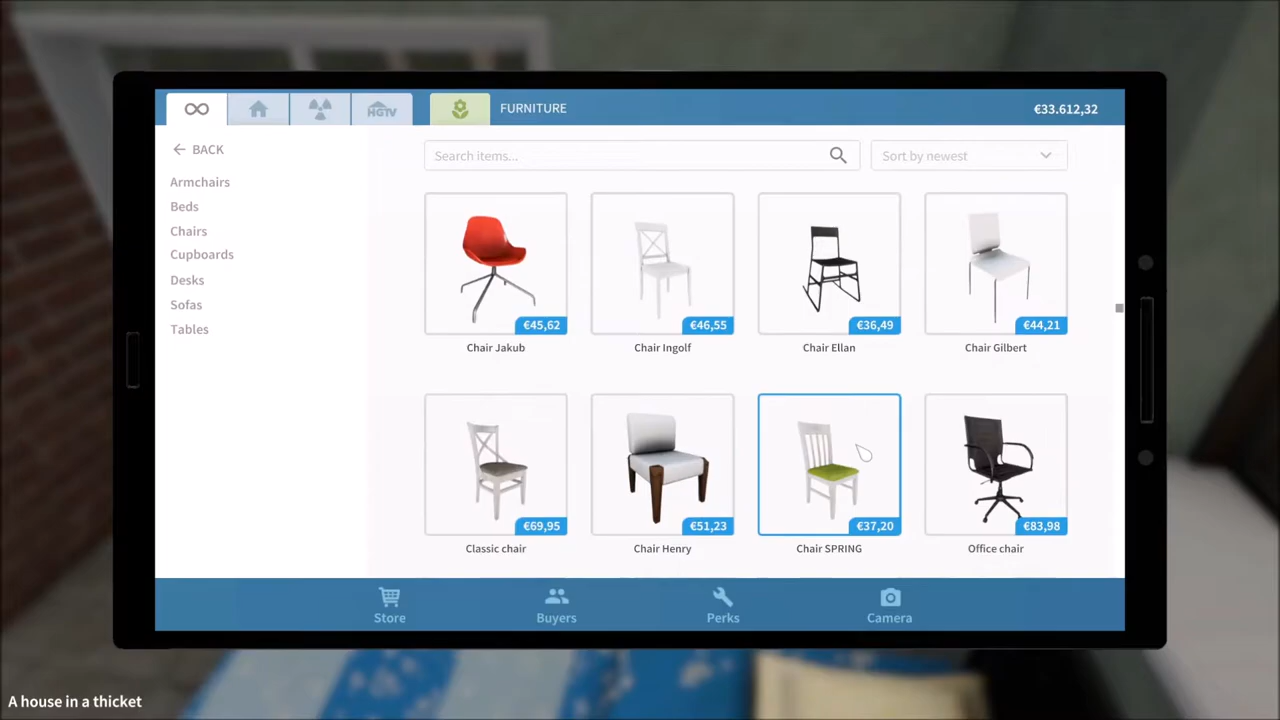 HGTV
FURNITURE
€33.612,32
BACK
Armchairs
Beds
Chairs
Cupboards
Desks
Sofas
Tables
Search items...
Sort by newest
€45,62
€46,55
€36,49
€44,21
Chair Jakub
Chair Ingolf
Chair Ellan
Chair Gilbert
€69,95
€51,23
€37,20
€83,98
Classic chair
Chair Henry
Chair SPRING
Office chair
Store
Buyers
Perks
Camera
A house in a thicket